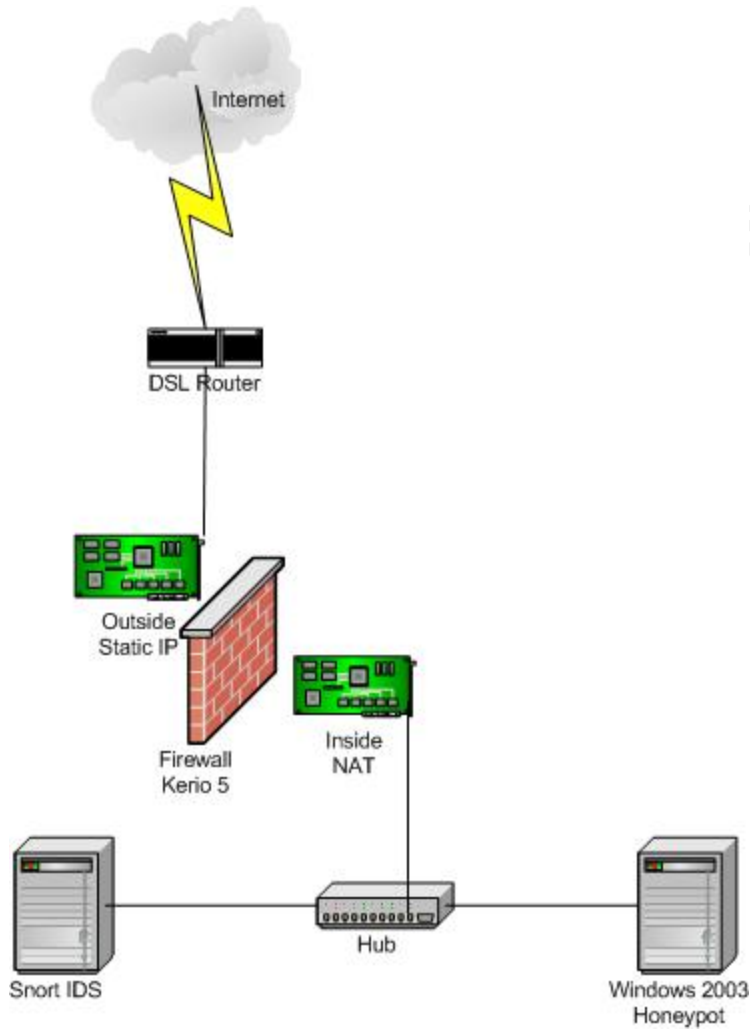 Internet
DSL Router
Outside
Static IP
Firewall
Kerio 5
Inside
NAT
Snort IDS
Hub
Windows 2003
Honeypot